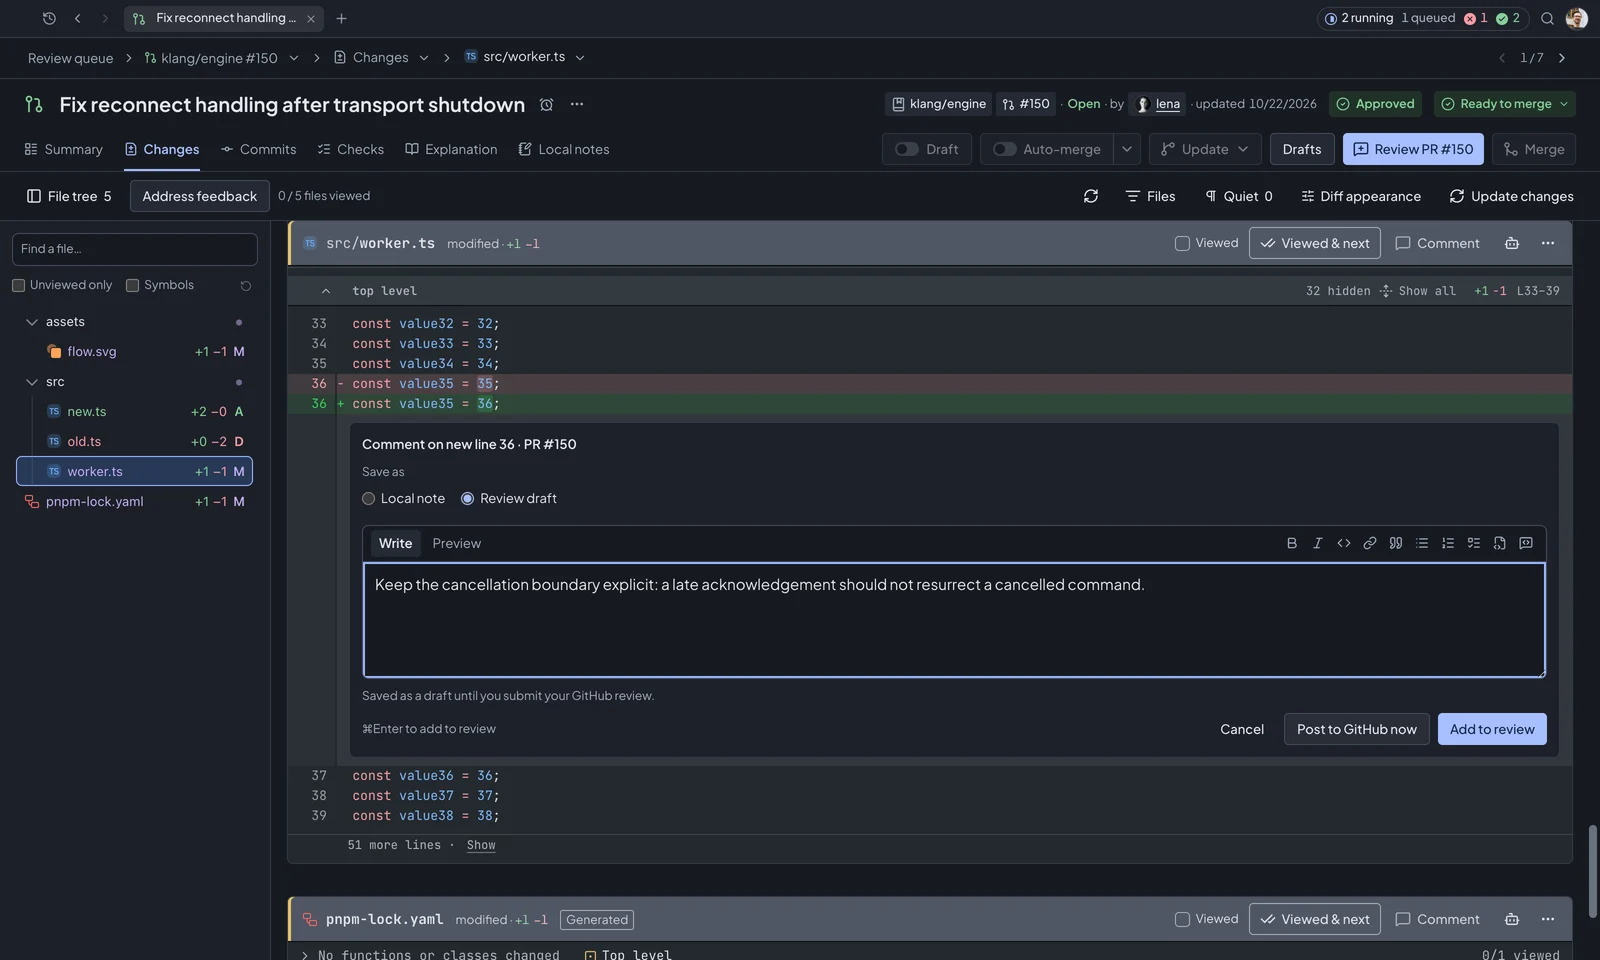 Fix reconnect handling ...
2 running 1 queued 1 2
Review queue klang/engine #150 Changes TS src/worker.ts 1/7
Fix reconnect handling after transport shutdown
klang/engine #150 · Open · by lena · updated 10/22/2026 Approved Ready to merge
Summary Changes Commits Checks Explanation Local notes
Draft Auto-merge Update Drafts Review PR #150 Merge
File tree 5 Address feedback 0 / 5 files viewed
Files Quiet 0 Diff appearance Update changes
Find a file...
Unviewed only Symbols
assets
flow.svg +1 −1 M
src
TS new.ts +2 −0 A
TS old.ts +0 −2 D
TS worker.ts +1 −1 M
pnpm-lock.yaml +1 −1 M
TS src/worker.ts modified · +1 −1 Viewed Viewed & next Comment
top level 32 hidden Show all +1 -1 L33–39
33 const value32 = 32;
34 const value33 = 33;
35 const value34 = 34;
36 - const value35 = 35;
36 + const value35 = 36;
Comment on new line 36 · PR #150
Save as
Local note Review draft
Write Preview
Keep the cancellation boundary explicit: a late acknowledgement should not resurrect a cancelled command.
Saved as a draft until you submit your GitHub review.
⌘Enter to add to review Cancel Post to GitHub now Add to review
37 const value36 = 36;
38 const value37 = 37;
39 const value38 = 38;
51 more lines · Show
pnpm-lock.yaml modified · +1 −1 Generated Viewed Viewed & next Comment
No functions or classes changed Top level 0/1 viewed